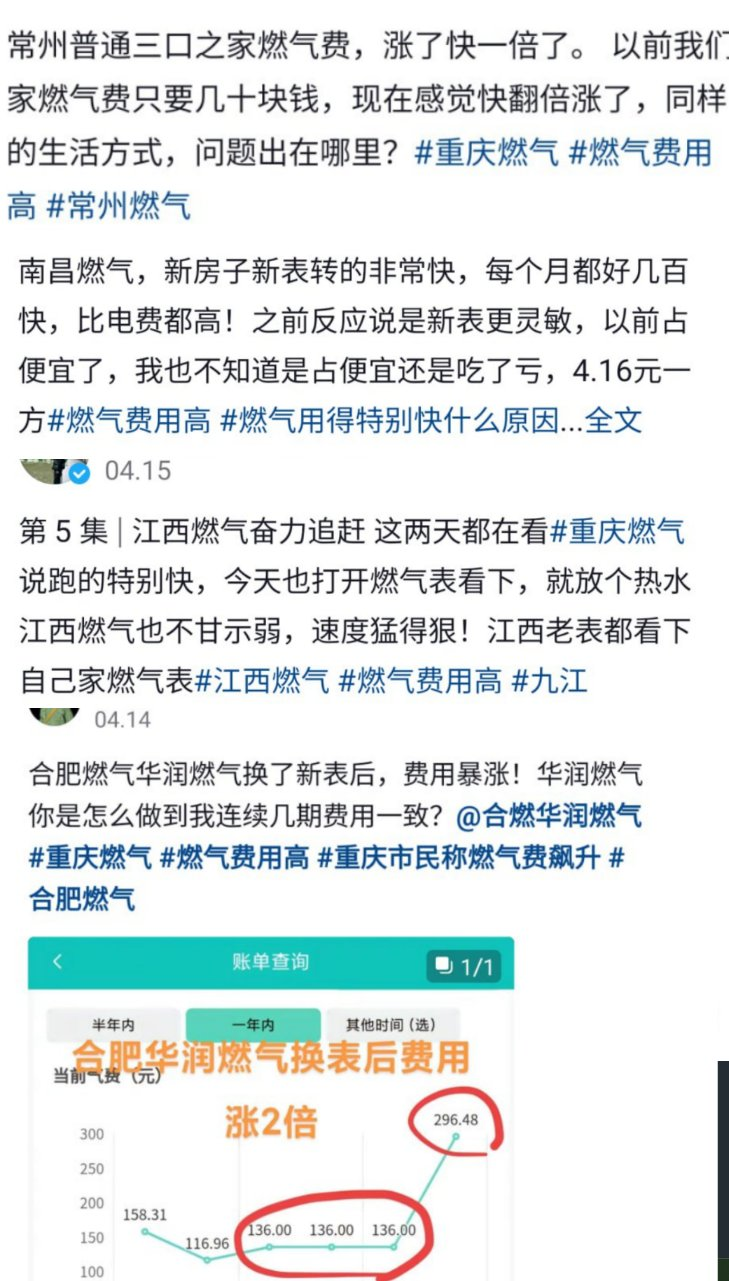 常州普通三口之家燃气费，涨了快一倍了。 以前我们
家燃气费只要几十块钱，现在感觉快翻倍涨了，同样
的生活方式，问题出在哪里？#重庆燃气 #燃气费用
高 #常州燃气
南昌燃气，新房子新表转的非常快，每个月都好几百
快，比电费都高！之前反应说是新表更灵敏，以前占
便宜了，我也不知道是占便宜还是吃了亏，4.16元一
方#燃气费用高 #燃气用得特别快什么原因...全文
04.15
第 5 集 | 江西燃气奋力追赶 这两天都在看#重庆燃气
说跑的特别快，今天也打开燃气表看下，就放个热水
江西燃气也不甘示弱，速度猛得狠！江西老表都看下
自己家燃气表#江西燃气 #燃气费用高 #九江
04.14
合肥燃气华润燃气换了新表后，费用暴涨！华润燃气
你是怎么做到我连续几期费用一致？@合燃华润燃气
#重庆燃气 #燃气费用高 #重庆市民称燃气费飙升 #
合肥燃气
账单查询
1/1
半年内 一年内 其他时间（选）
合肥华润燃气换表后费用
当前气费（元）
涨2倍
296.48
300
250
200
158.31
136.00 136.00 136.00
150
116.96
100